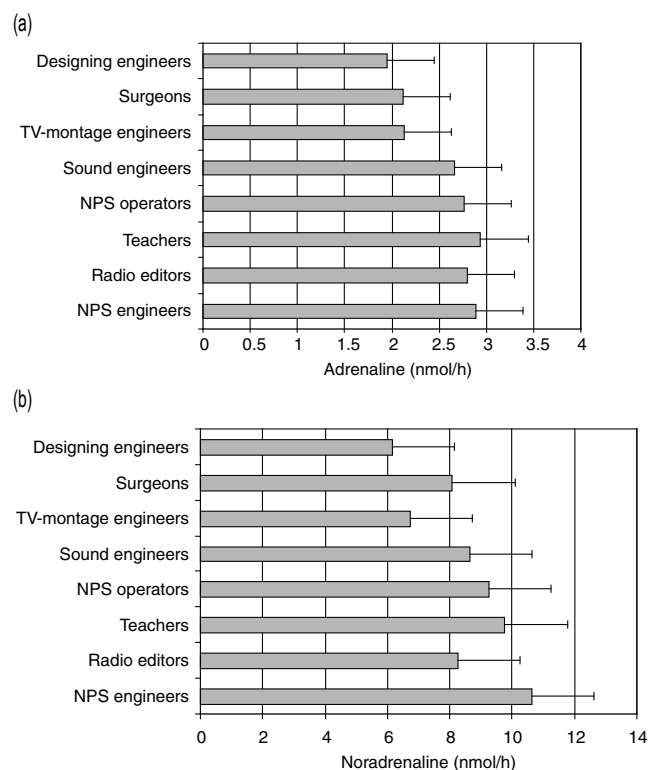 (a)
Designing engineers
Surgeons
TV-montage engineers
Sound engineers
NPS operators
Teachers
Radio editors
NPS engineers
0 0.5 1 1.5 2 2.5 3 3.5 4
Adrenaline (nmol/h)
(b)
Designing engineers
Surgeons
TV-montage engineers
Sound engineers
NPS operators
Teachers
Radio editors
NPS engineers
0 2 4 6 8 10 12 14
Noradrenaline (nmol/h)